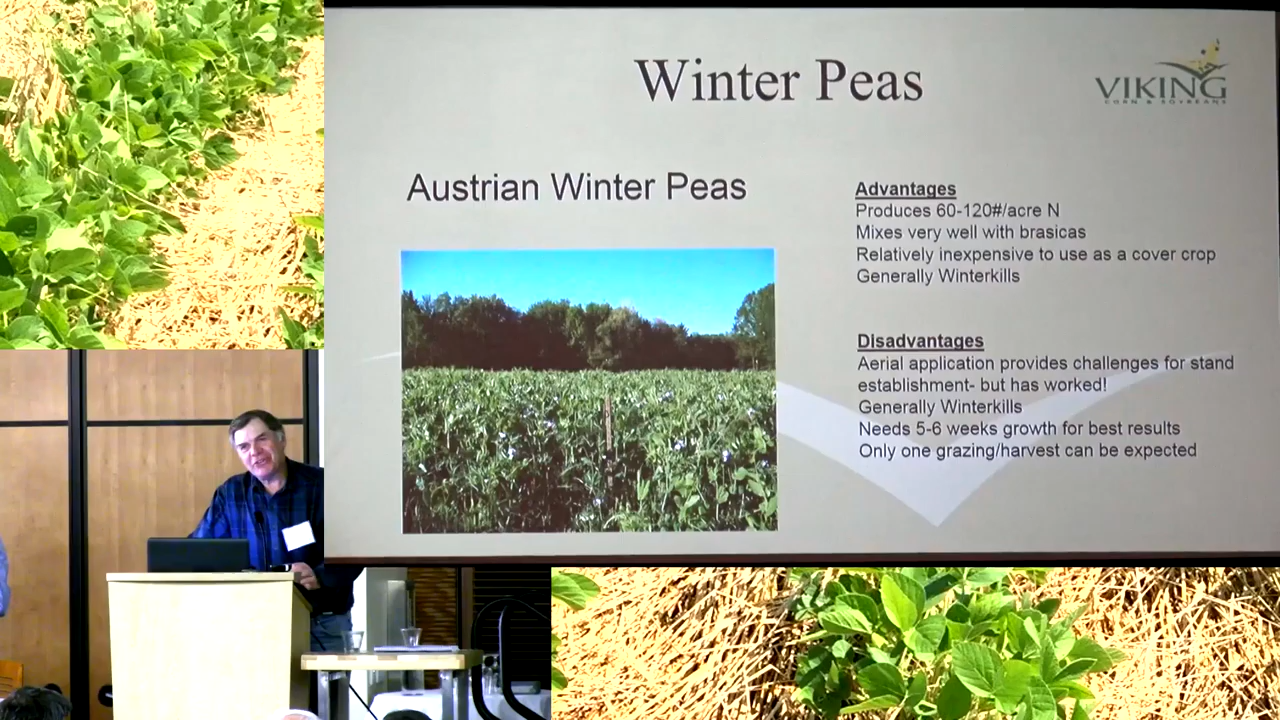 Winter Peas
VIKING
CORN & SOYBEANS
Austrian Winter Peas
Advantages
Produces 60-120#/acre N
Mixes very well with brasicas
Relatively inexpensive to use as a cover crop
Generally Winterkills
Disadvantages
Aerial application provides challenges for stand
establishment- but has worked!
Generally Winterkills
Needs 5-6 weeks growth for best results
Only one grazing/harvest can be expected